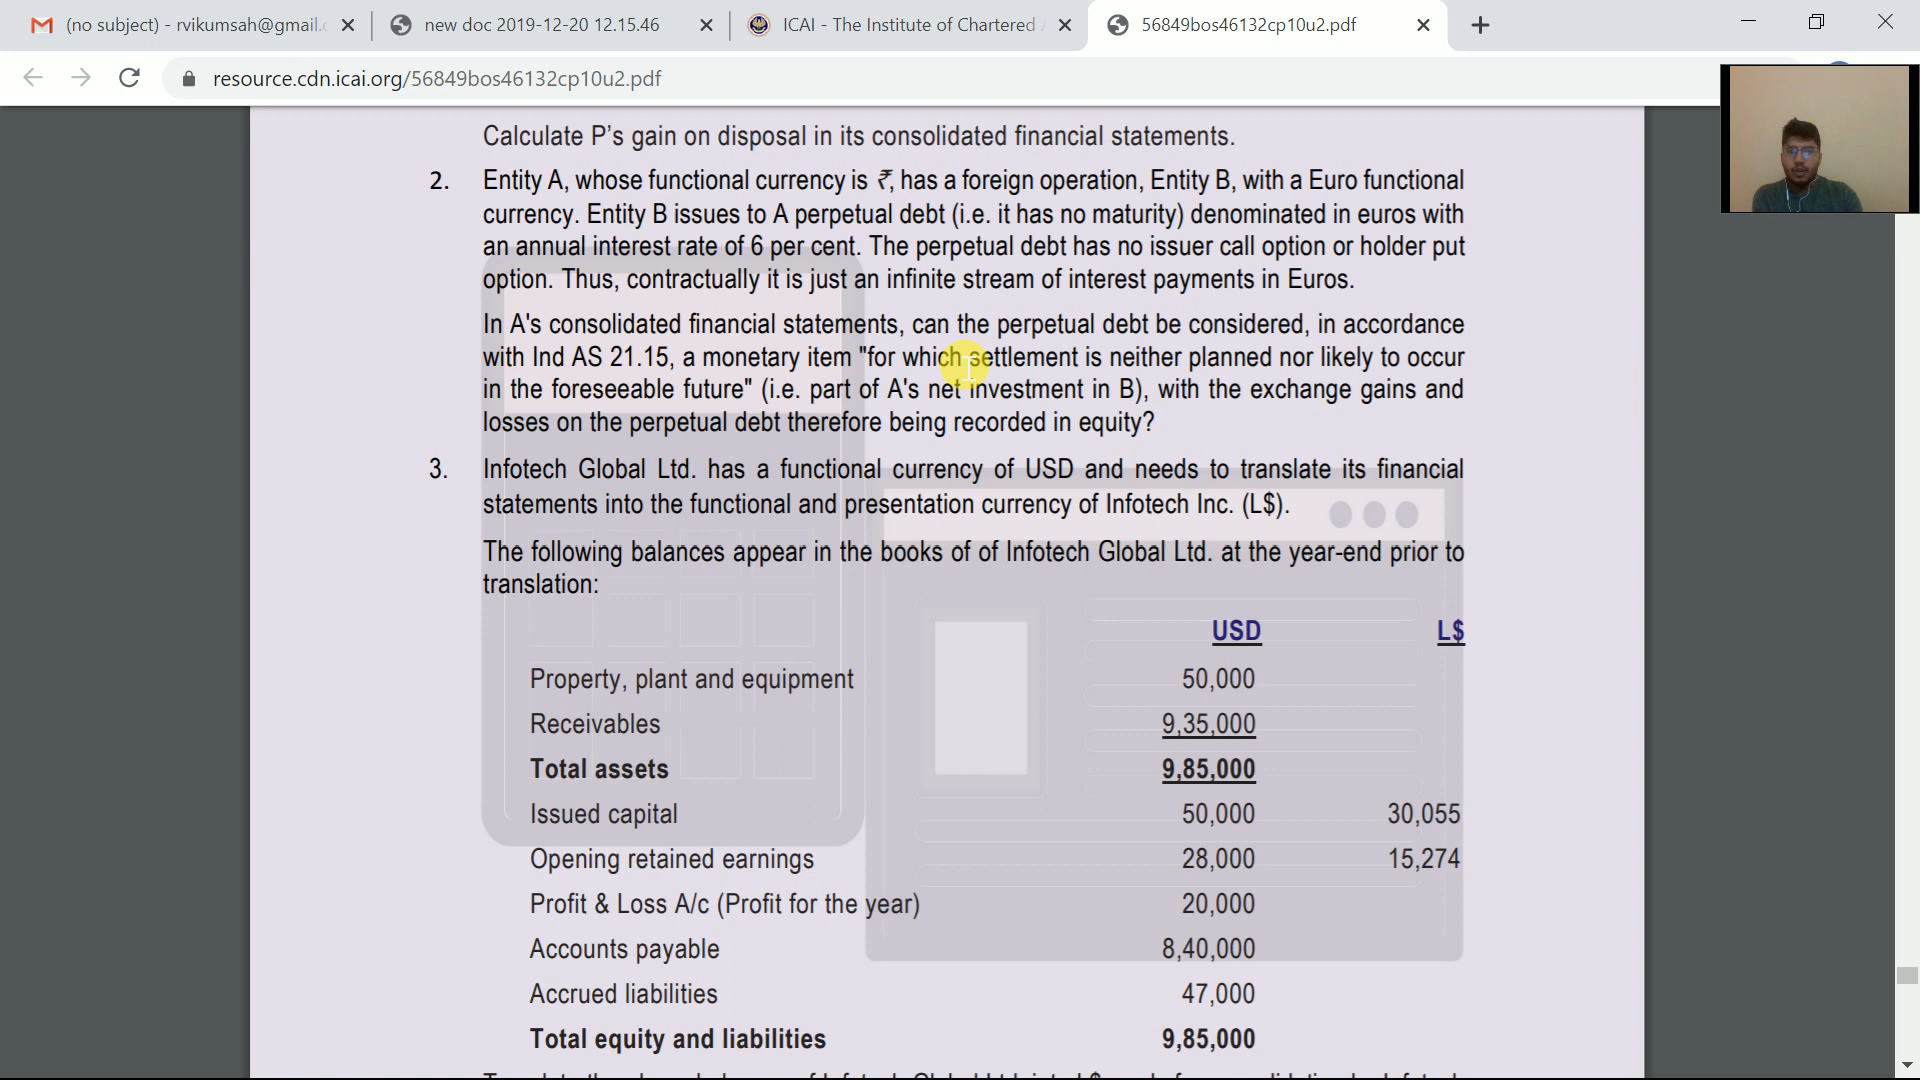 (no subject) - rvikumsah@gmail.c
new doc 2019-12-20 12.15.46
ICAI - The Institute of Chartered A
56849bos46132cp10u2.pdf
resource.cdn.icai.org/56849bos46132cp10u2.pdf
Calculate P's gain on disposal in its consolidated financial statements.
2. Entity A, whose functional currency is ₹, has a foreign operation, Entity B, with a Euro functional
currency. Entity B issues to A perpetual debt (i.e. it has no maturity) denominated in euros with
an annual interest rate of 6 per cent. The perpetual debt has no issuer call option or holder put
option. Thus, contractually it is just an infinite stream of interest payments in Euros.
In A's consolidated financial statements, can the perpetual debt be considered, in accordance
with Ind AS 21.15, a monetary item "for which settlement is neither planned nor likely to occur
in the foreseeable future" (i.e. part of A's net investment in B), with the exchange gains and
losses on the perpetual debt therefore being recorded in equity?
3. Infotech Global Ltd. has a functional currency of USD and needs to translate its financial
statements into the functional and presentation currency of Infotech Inc. (L$).
The following balances appear in the books of of Infotech Global Ltd. at the year-end prior to
translation:
USD L$
Property, plant and equipment 50,000
Receivables 9,35,000
Total assets 9,85,000
Issued capital 50,000 30,055
Opening retained earnings 28,000 15,274
Profit & Loss A/c (Profit for the year) 20,000
Accounts payable 8,40,000
Accrued liabilities 47,000
Total equity and liabilities 9,85,000